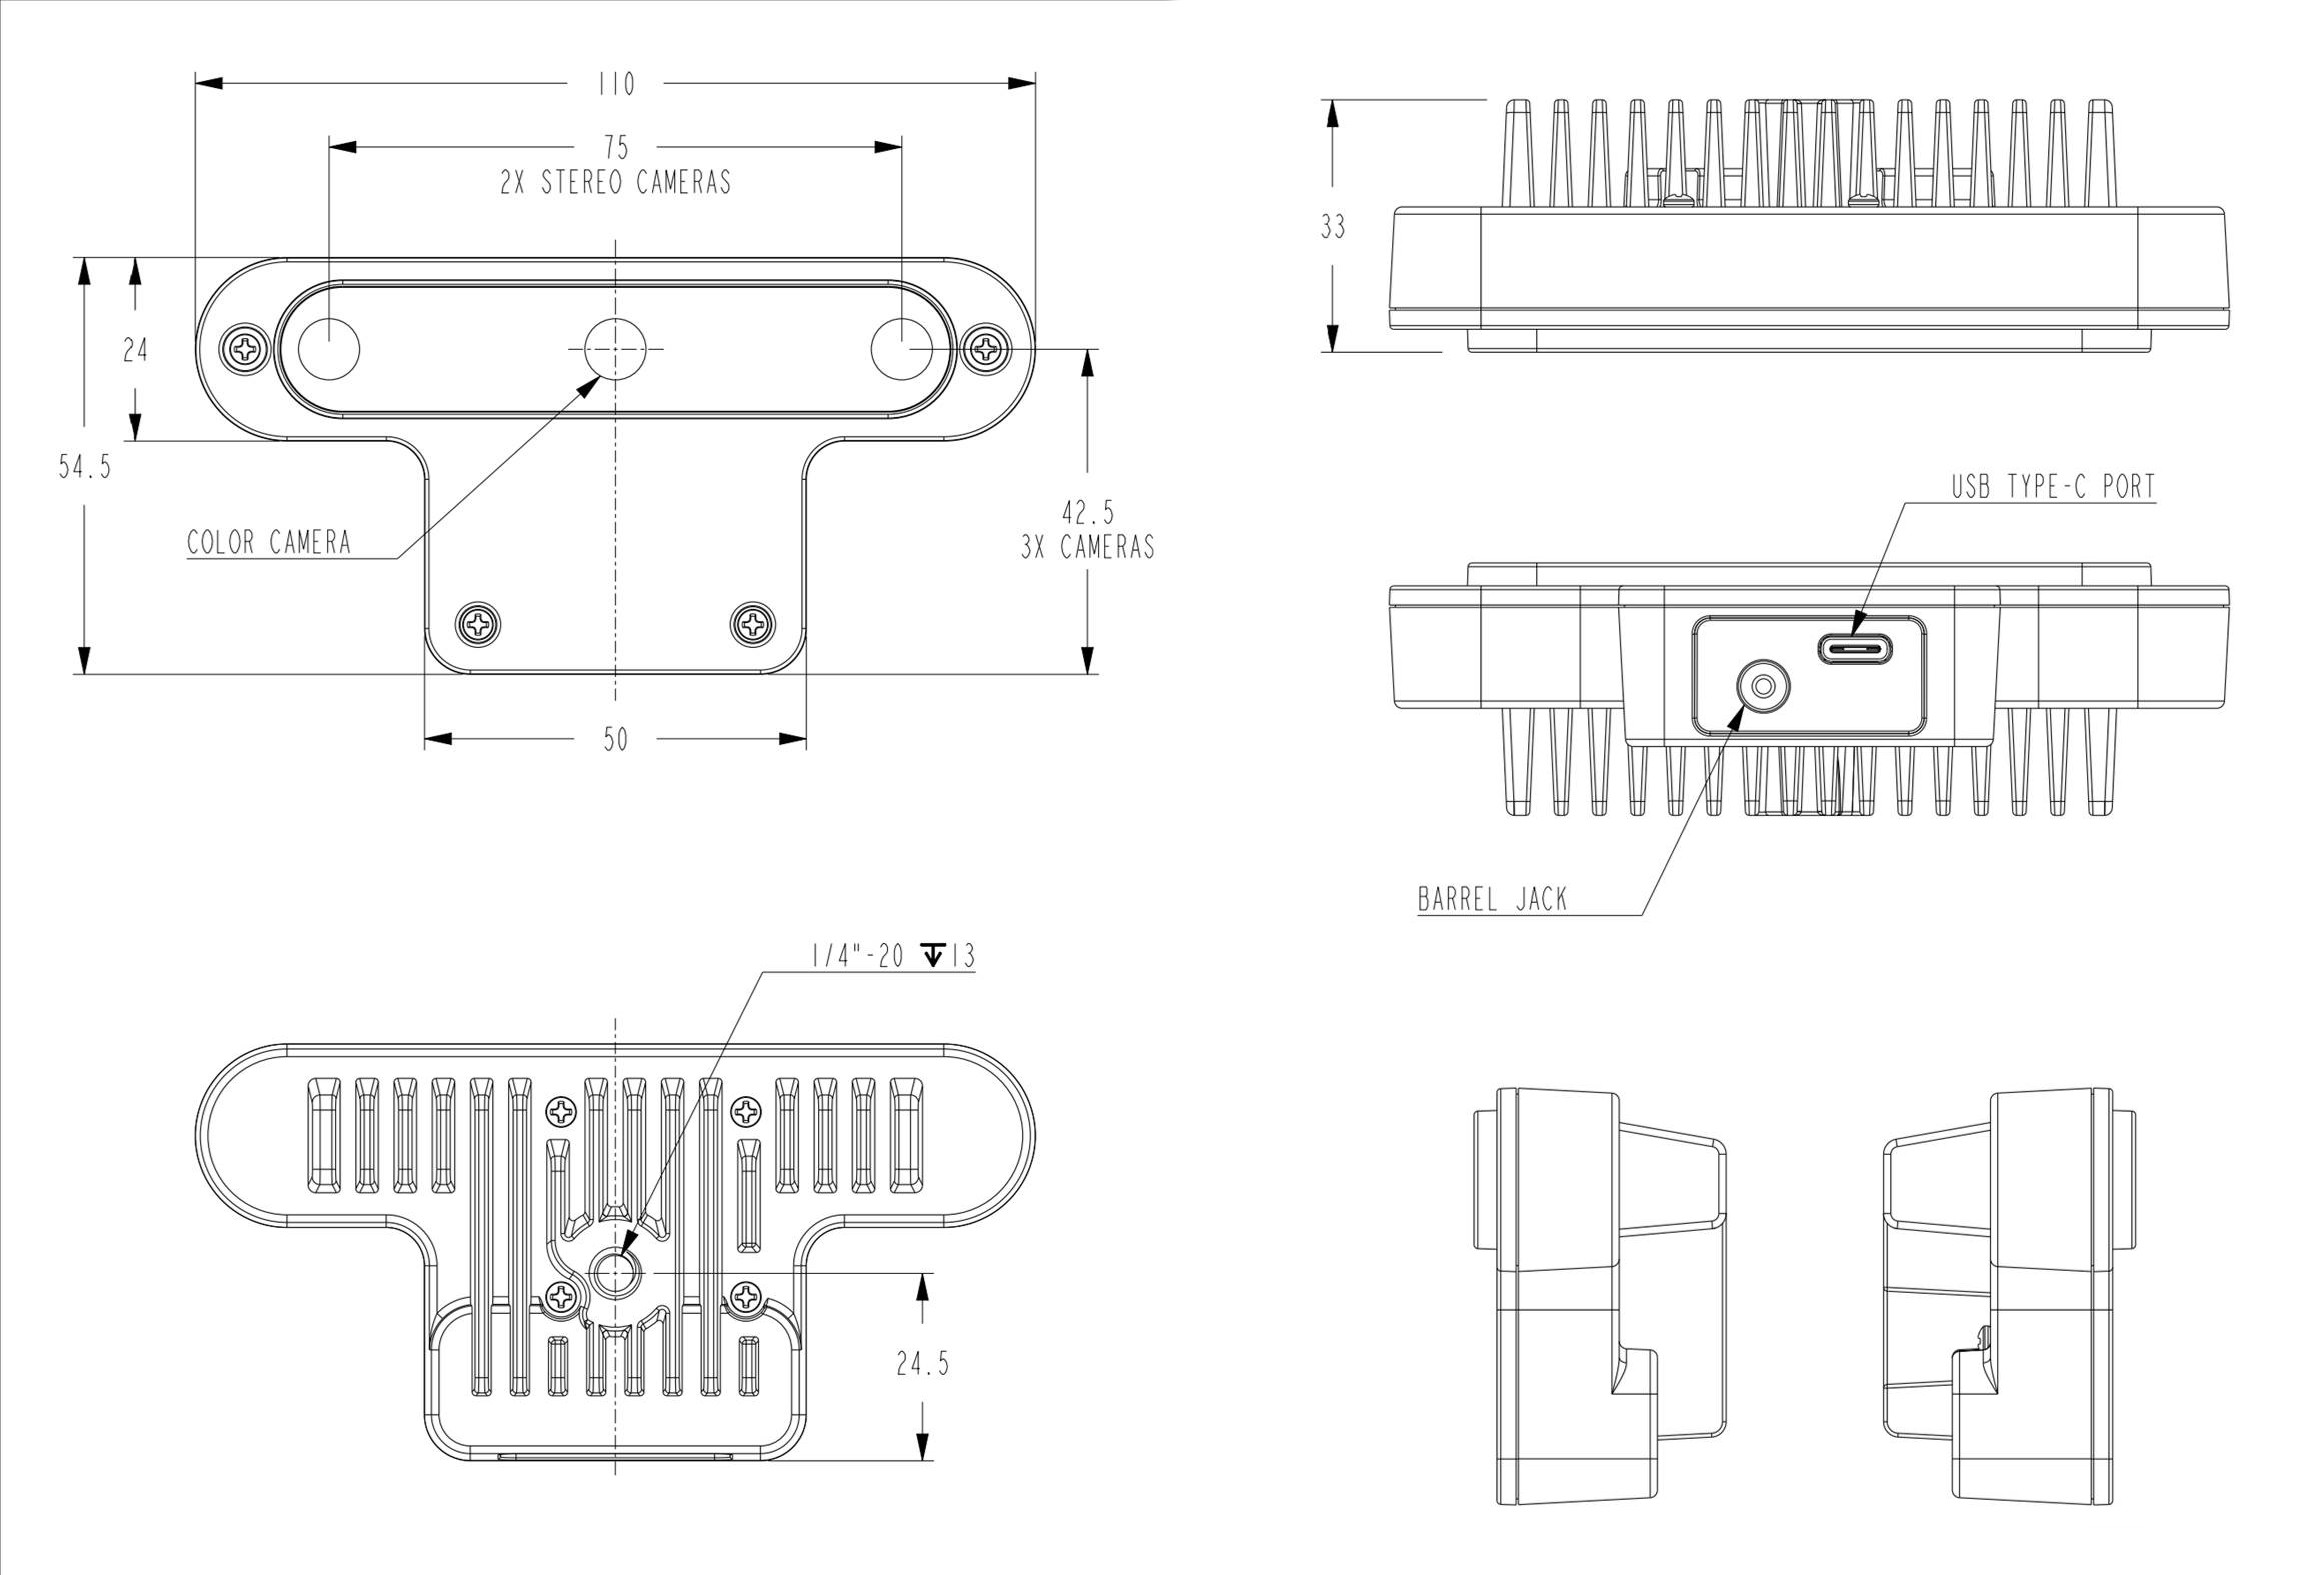 110
75
2X STEREO CAMERAS
24
54.5
COLOR CAMERA
42.5
3X CAMERAS
50
33
USB TYPE-C PORT
BARREL JACK
1/4"-20 ↧13
24.5